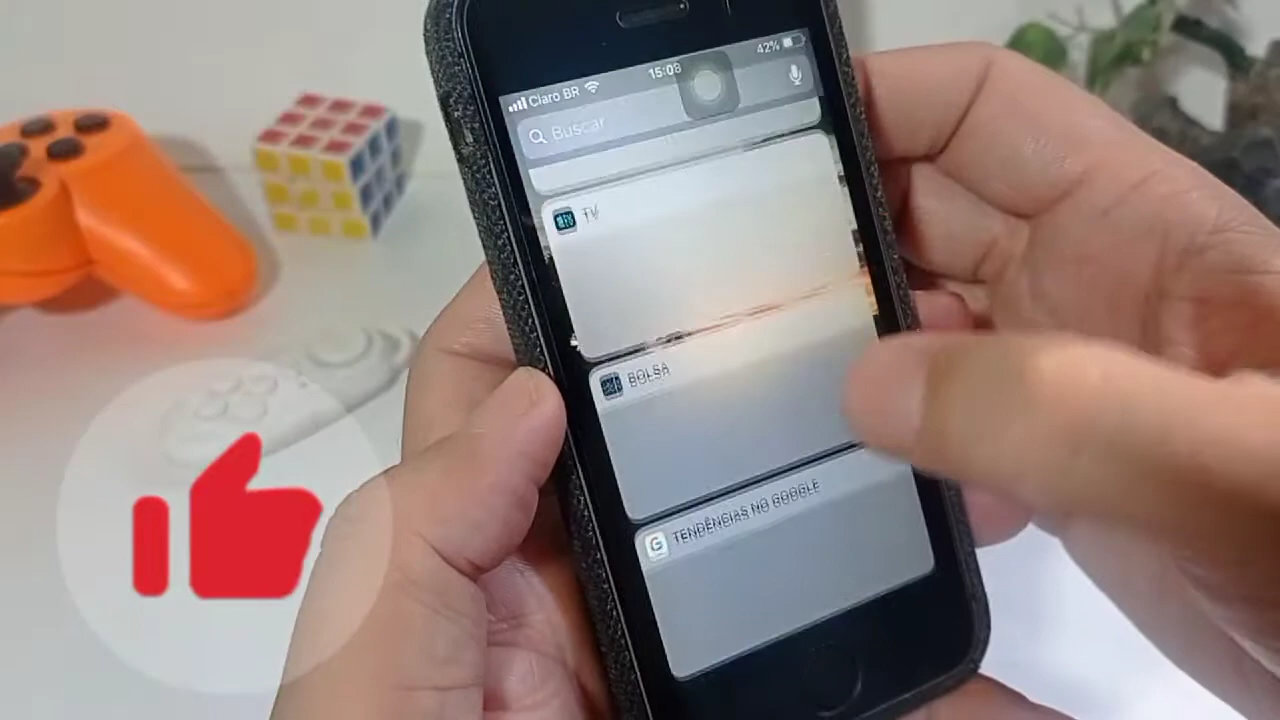 Claro BR 15:08 42%
Buscar
TV
BOLSA
TENDÊNCIAS NO GOOGLE